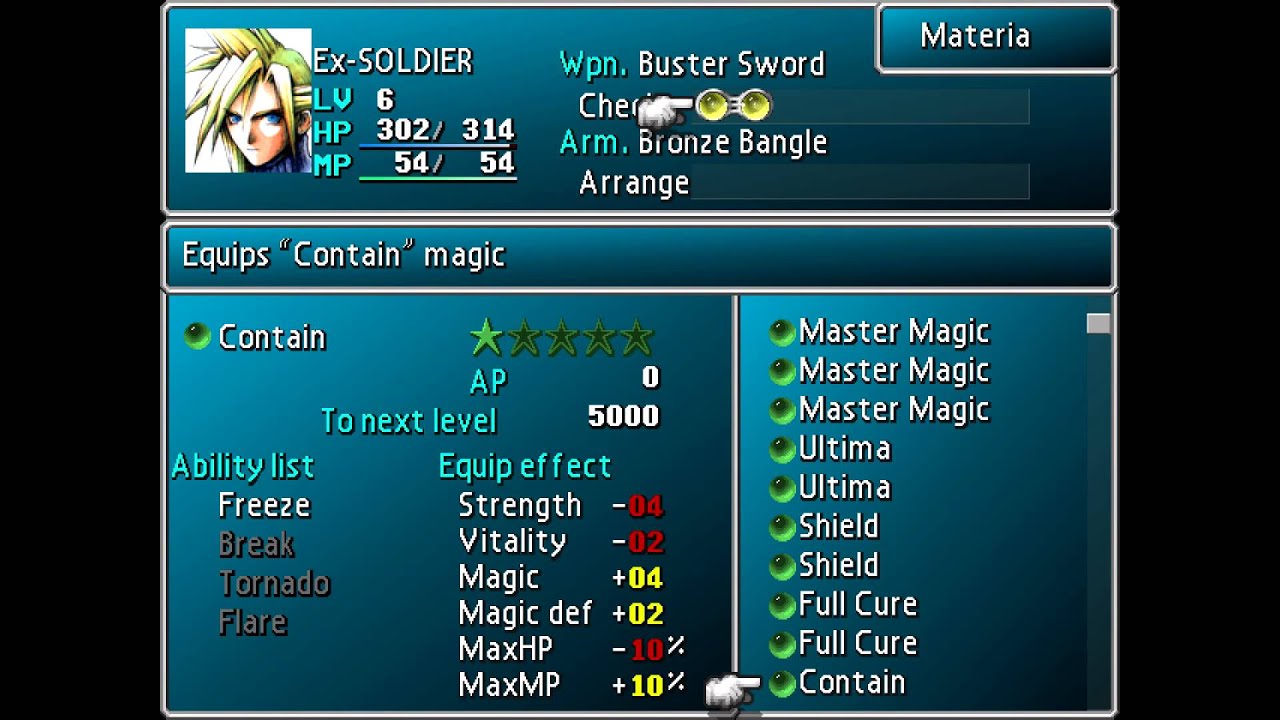 Materia
Ex-SOLDIER
LV 6
HP 302/ 314
MP 54/ 54
Wpn. Buster Sword
Chec
Arm. Bronze Bangle
Arrange
Equips “Contain” magic
Contain
AP 0
To next level 5000
Ability list
Freeze
Break
Tornado
Flare
Equip effect
Strength -04
Vitality -02
Magic +04
Magic def +02
MaxHP -10%
MaxMP +10%
Master Magic
Master Magic
Master Magic
Ultima
Ultima
Shield
Shield
Full Cure
Full Cure
Contain